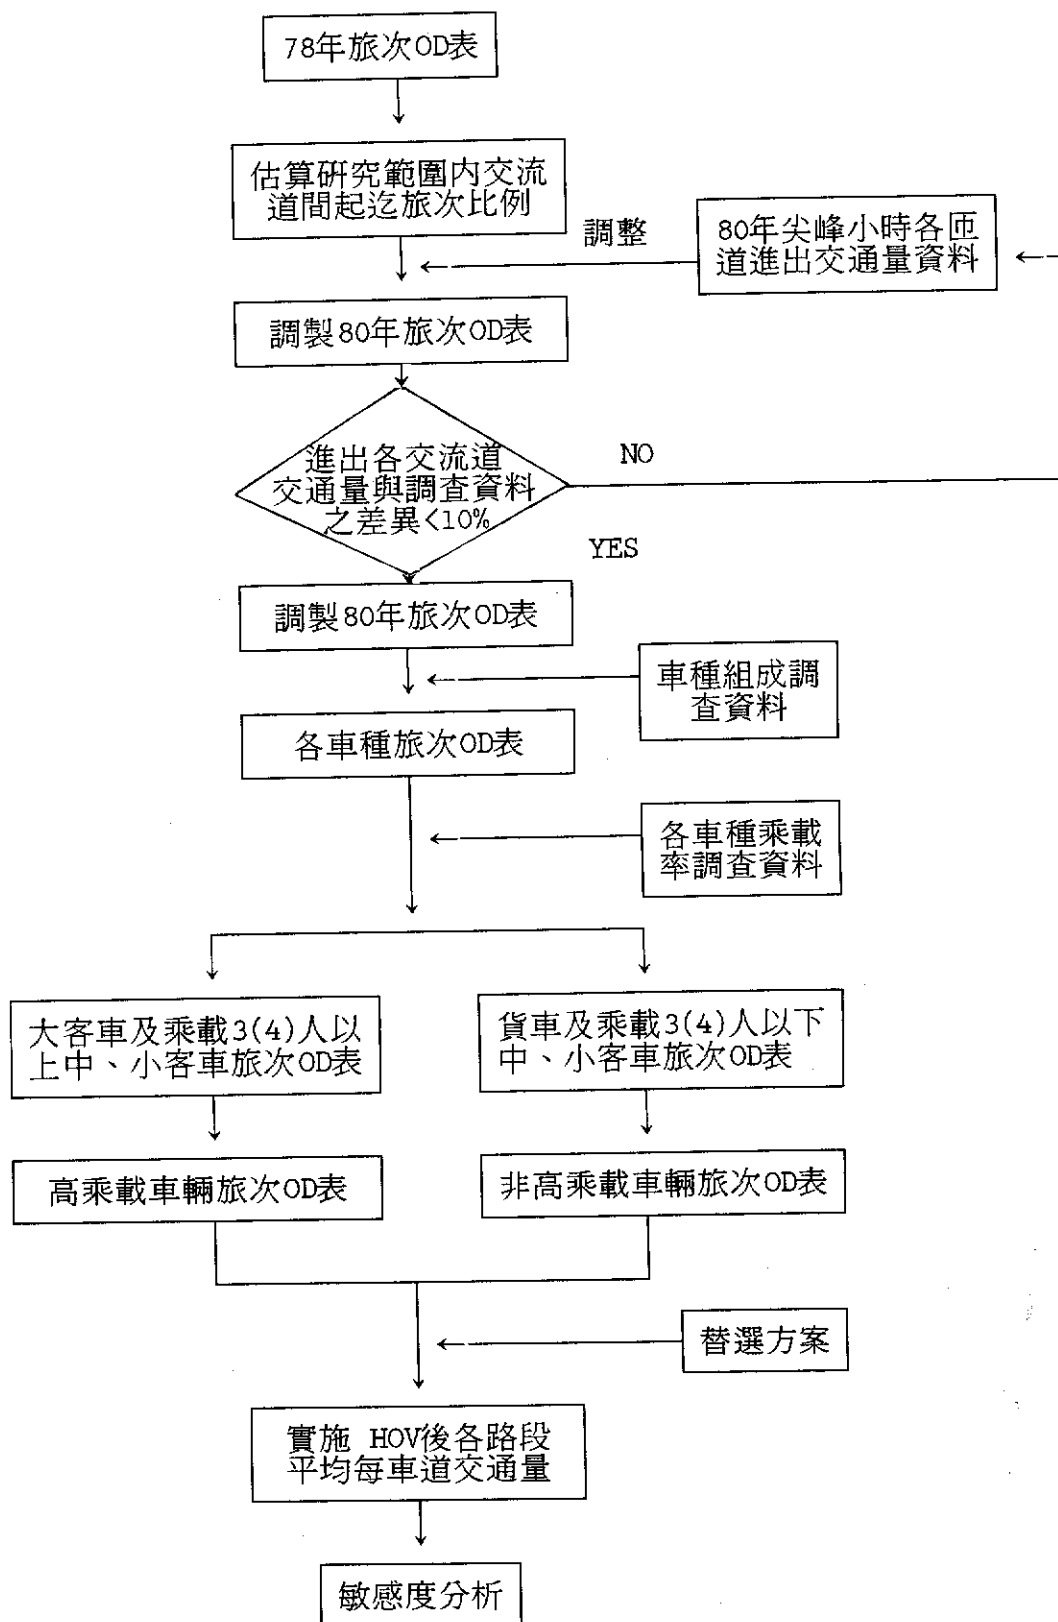 78年旅次OD表
估算研究範圍内交流
道間起迄旅次比例
調整
80年尖峰小時各匝
道進出交通量資料
調製80年旅次OD表
進出各交流道
交通量與調查資料
之差異<10%
NO
YES
調製80年旅次OD表
車種組成調
查資料
各車種旅次OD表
各車種乘載
率調查資料
大客車及乘載3(4)人以
上中、小客車旅次OD表
貨車及乘載3(4)人以下
中、小客車旅次OD表
高乘載車輛旅次OD表
非高乘載車輛旅次OD表
替選方案
實施 HOV後各路段
平均每車道交通量
敏感度分析